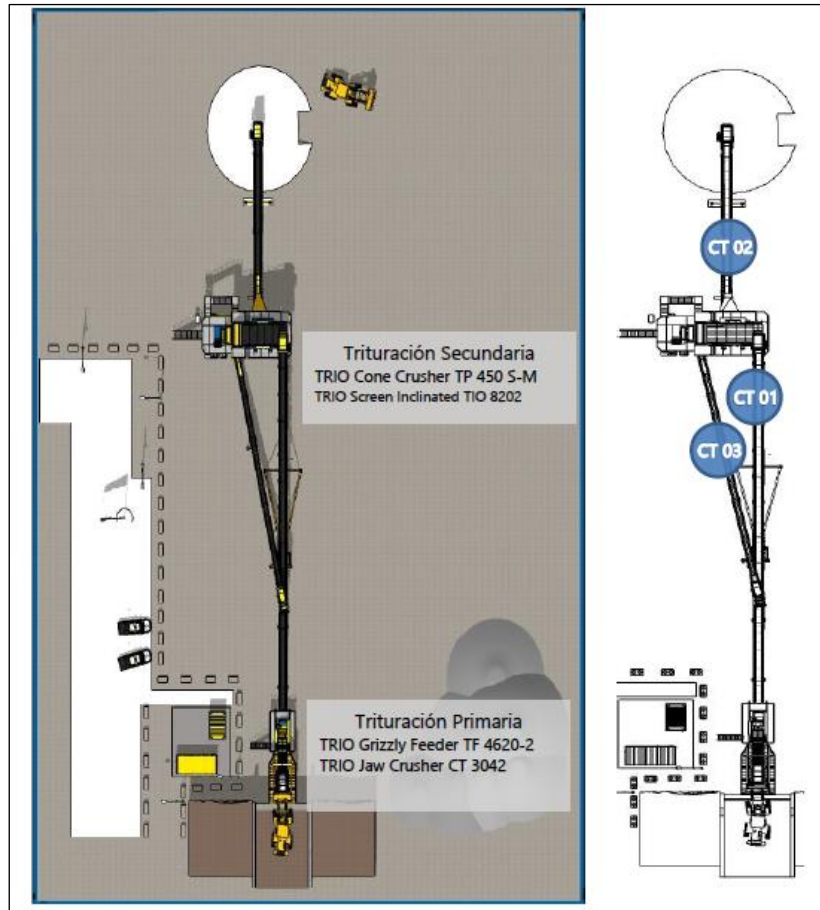 CT 02
Trituración Secundaria
TRIO Cone Crusher TP 450 S-M
TRIO Screen Inclinated TIO 8202
CT 01
CT 03
Trituración Primaria
TRIO Grizzly Feeder TF 4620-2
TRIO Jaw Crusher CT 3042